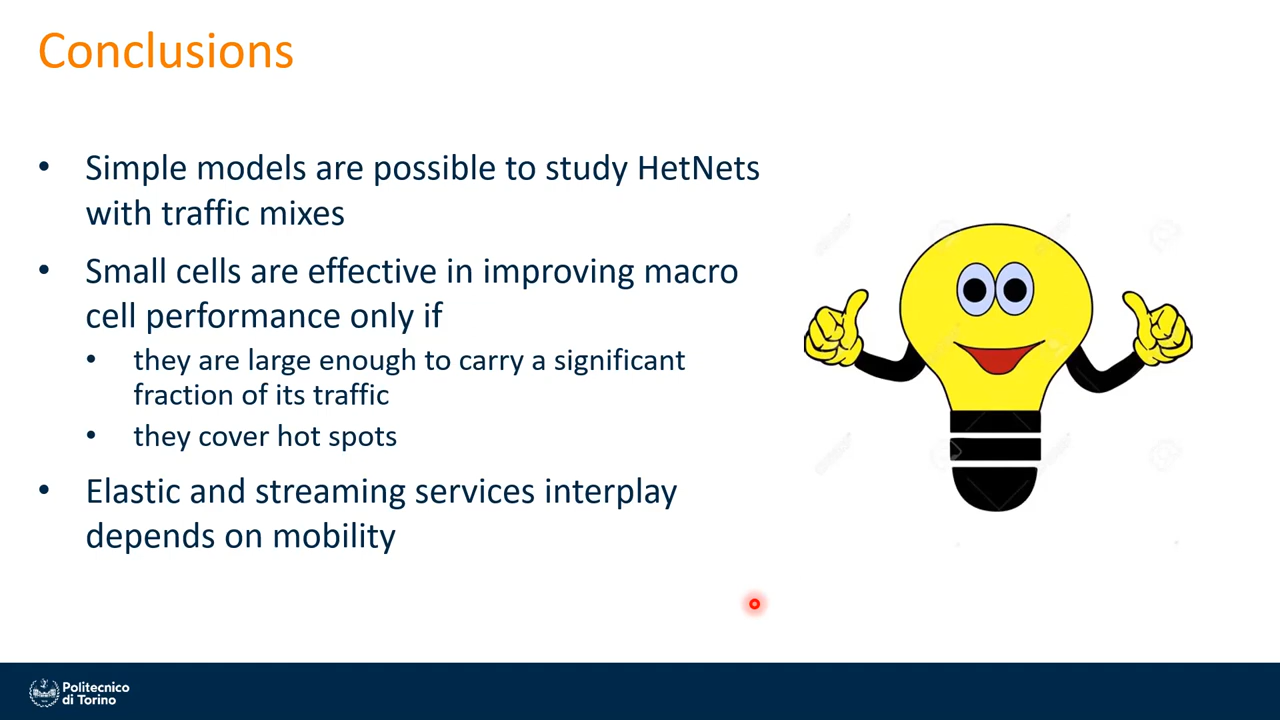 Conclusions
• Simple models are possible to study HetNets
with traffic mixes
• Small cells are effective in improving macro
cell performance only if
• they are large enough to carry a significant
fraction of its traffic
• they cover hot spots
• Elastic and streaming services interplay
depends on mobility
Politecnico
di Torino